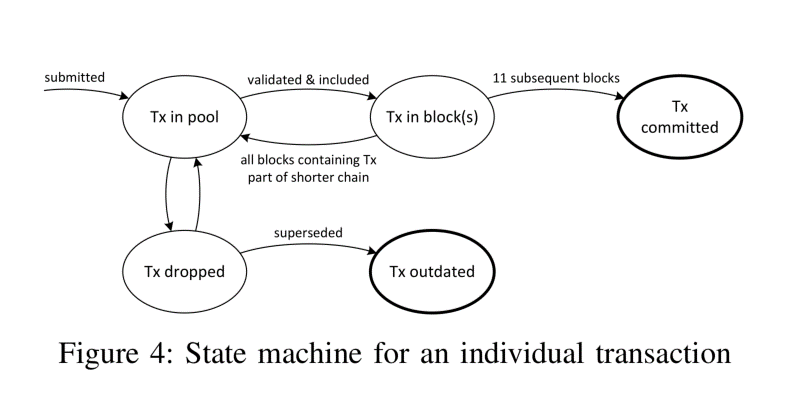 submitted
validated & included
11 subsequent blocks
Tx in pool
Tx in block(s)
Tx
committed
all blocks containing Tx
part of shorter chain
superseded
Tx dropped
Tx outdated
Figure 4: State machine for an individual transaction